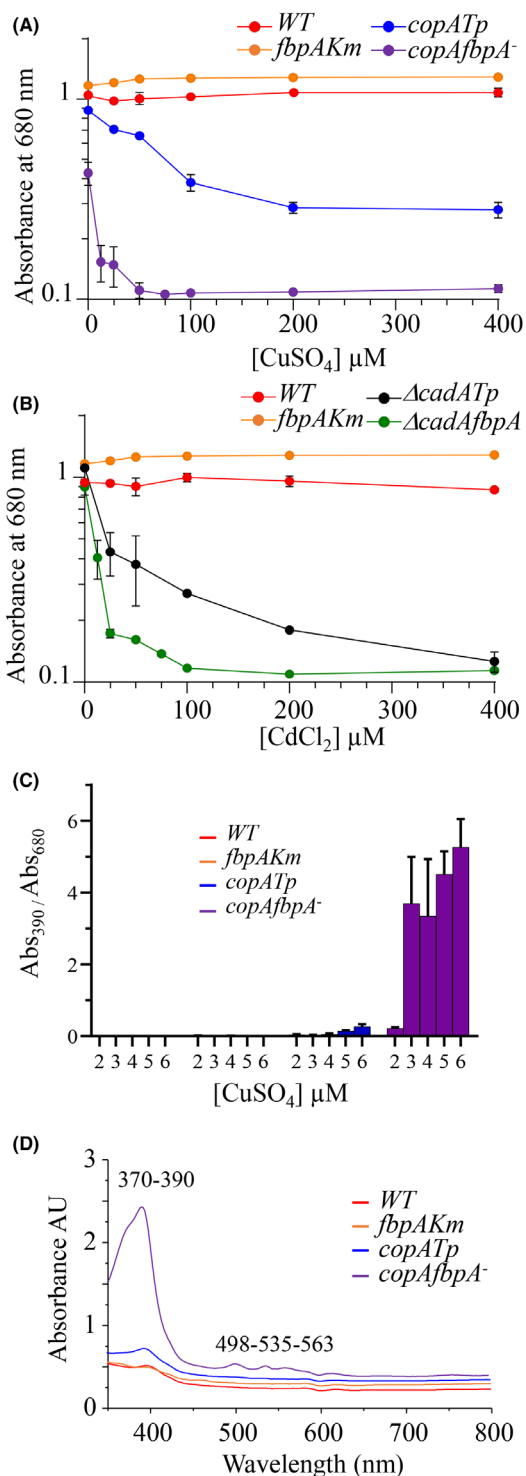 (A)
WT copATp
fbpAKm copAfbpA-
Absorbance at 680 nm
1
0.1
0 100 200 300 400
[CuSO4] µM
(B)
WT ΔcadATp
fbpAKm ΔcadAfbpA
Absorbance at 680 nm
1
0.1
0 100 200 300 400
[CdCl2] µM
(C)
WT
fbpAKm
copATp
copAfbpA-
Abs390 / Abs680
6
4
2
0
2 3 4 5 6 2 3 4 5 6 2 3 4 5 6 2 3 4 5 6
[CuSO4] µM
(D)
3
370-390
WT
fbpAKm
copATp
copAfbpA-
Absorbance AU
2
1
498-535-563
0
400 500 600 700 800
Wavelength (nm)